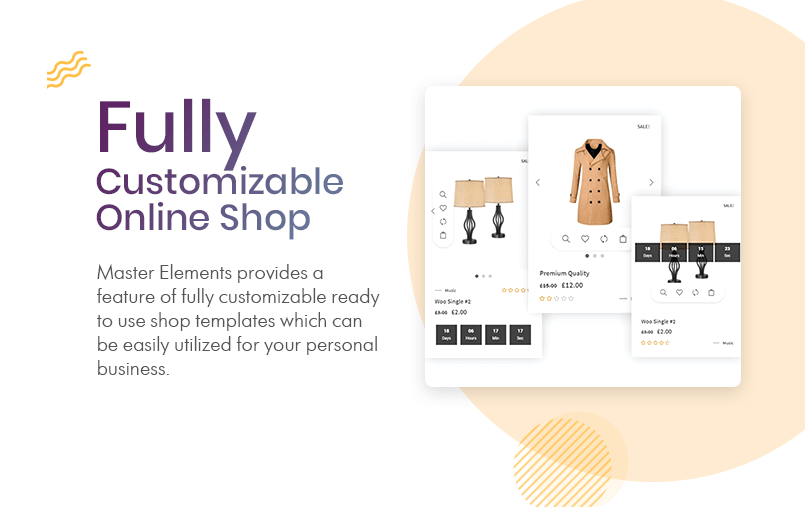 Fully
Customizable
Online Shop
Master Elements provides a
feature of fully customizable ready
to use shop templates which can
be easily utilized for your personal
business.
SAL
Music
Woo Single #2
£3.00 £2.00
18 06 17 17
Days Hours Min Sec
SALE!
Premium Quality
£15.00 £12.00
SALE!
18 06 15 23
Days Hours Min Sec
Woo Single #2
£3.00 £2.00
Music